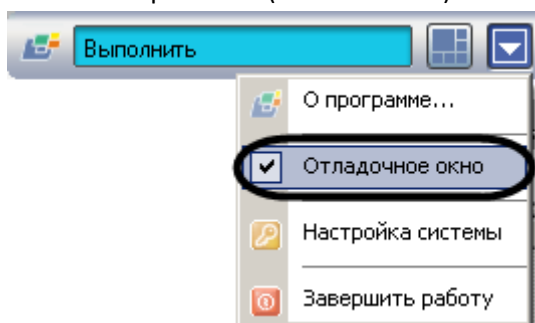 Выполнить
О программе...
Отладочное окно
Настройка системы
Завершить работу